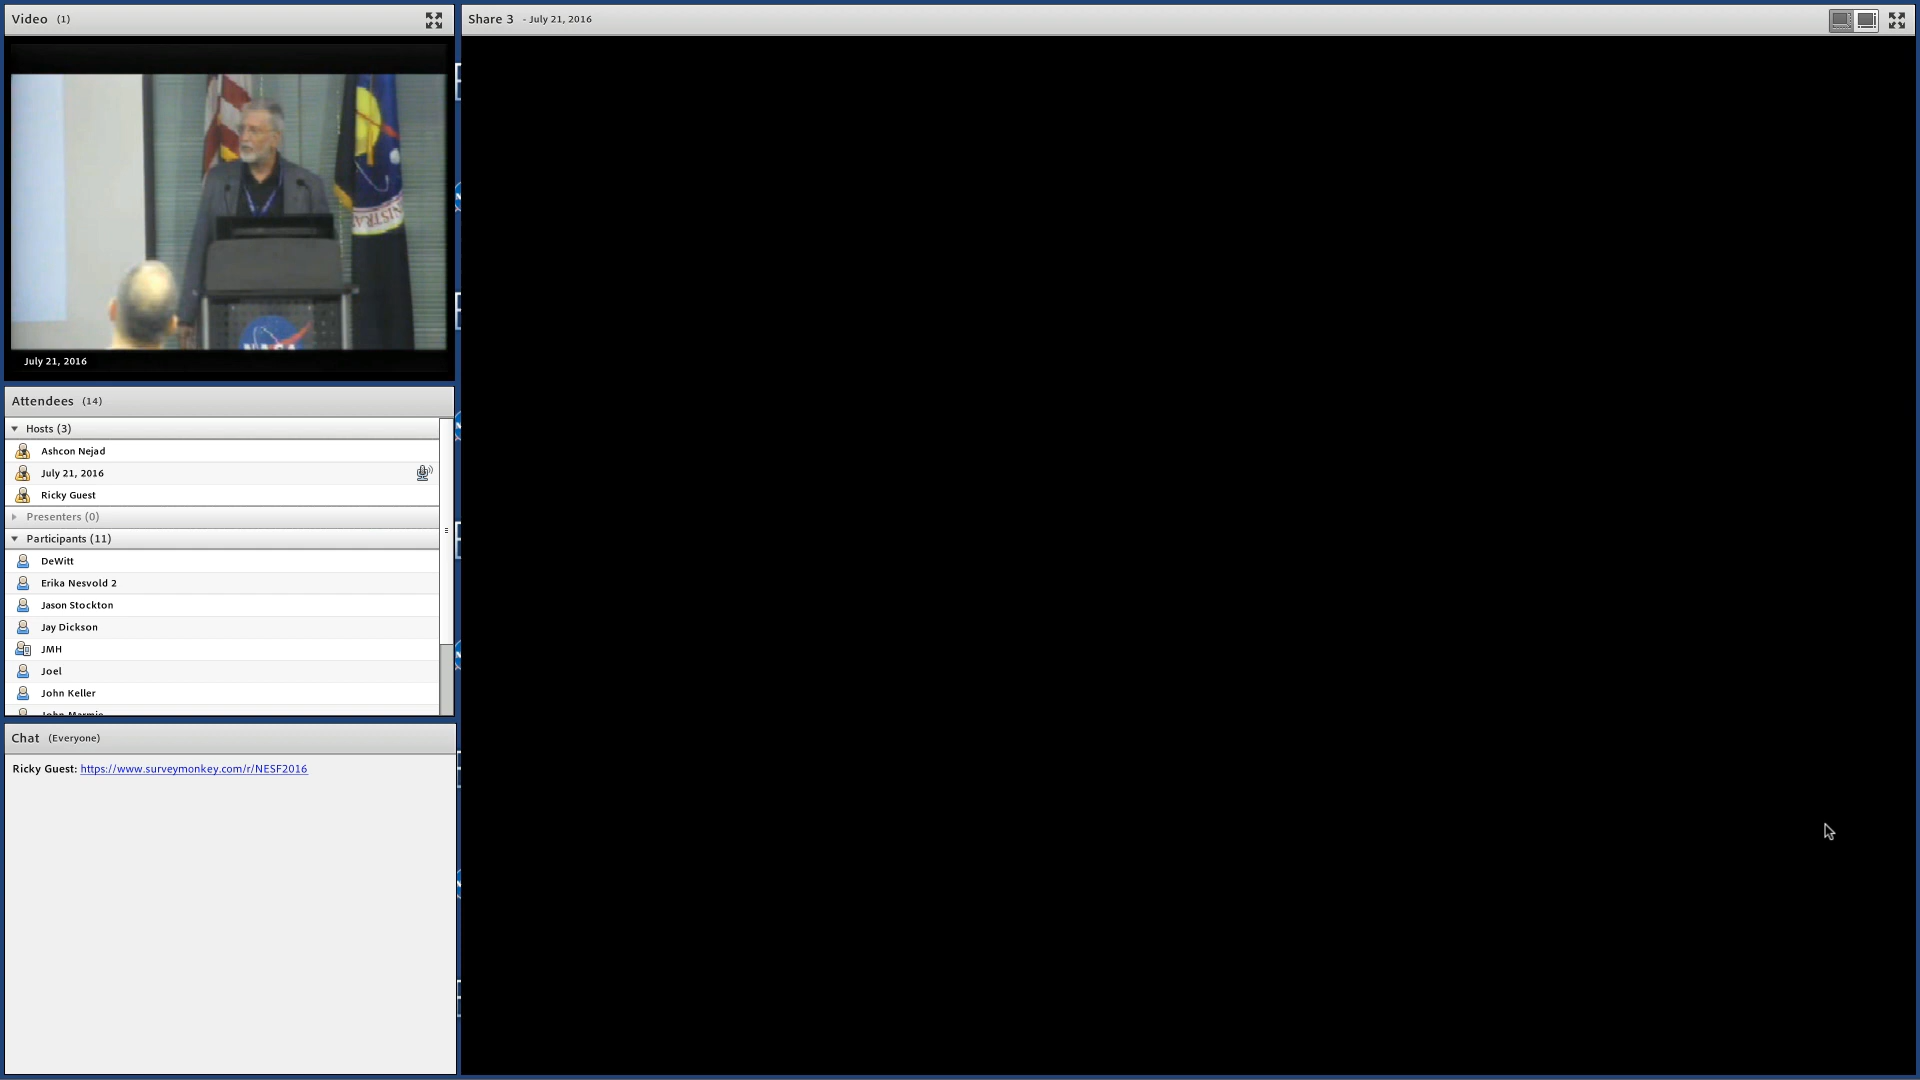 Video (1)
Share 3 - July 21, 2016
NASA
July 21, 2016
Attendees (14)
Hosts (3)
Ashcon Nejad
July 21, 2016
Ricky Guest
Presenters (0)
Participants (11)
DeWitt
Erika Nesvold 2
Jason Stockton
Jay Dickson
JMH
Joel
John Keller
Chat (Everyone)
Ricky Guest: https://www.surveymonkey.com/r/NESF2016